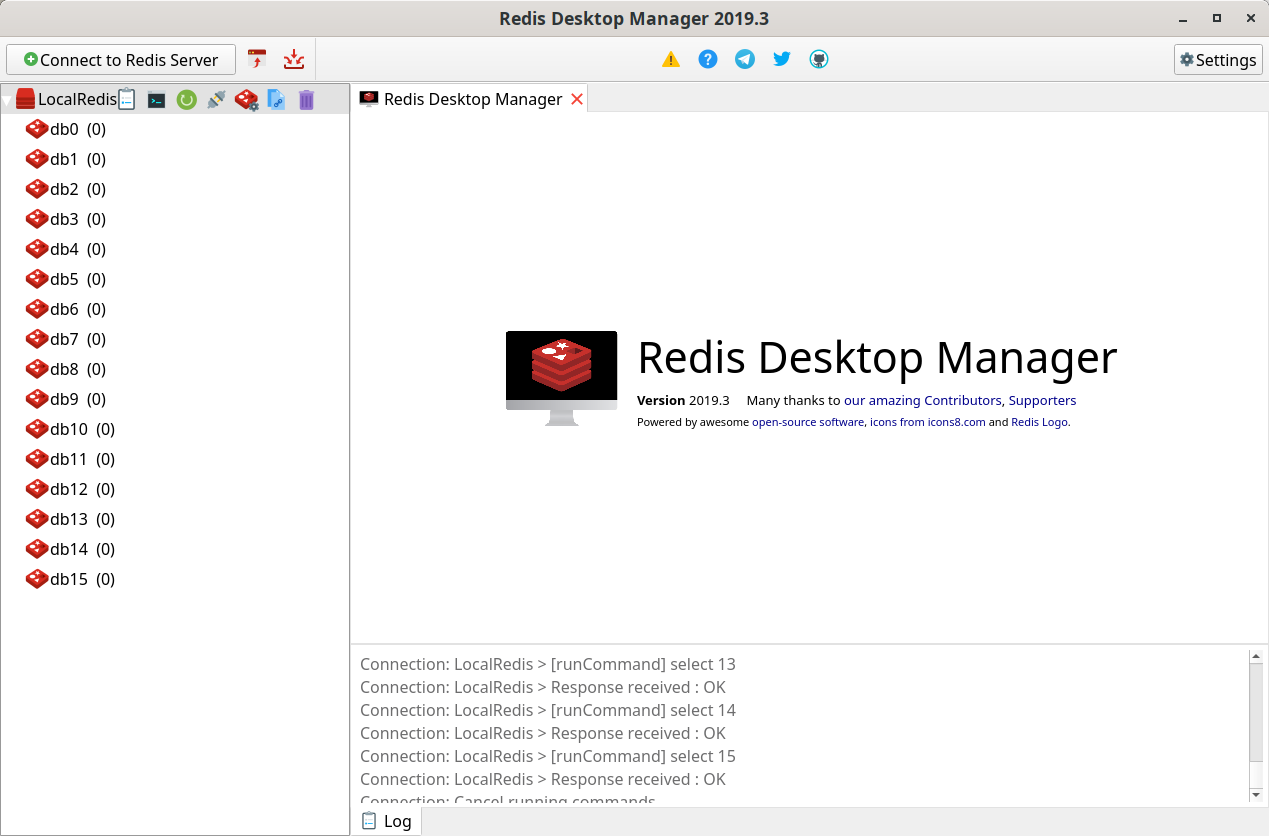 Redis Desktop Manager 2019.3
Connect to Redis Server
Settings
LocalRedis
db0 (0)
db1 (0)
db2 (0)
db3 (0)
db4 (0)
db5 (0)
db6 (0)
db7 (0)
db8 (0)
db9 (0)
db10 (0)
db11 (0)
db12 (0)
db13 (0)
db14 (0)
db15 (0)
Redis Desktop Manager
Redis Desktop Manager
Version 2019.3 Many thanks to our amazing Contributors, Supporters
Powered by awesome open-source software, icons from icons8.com and Redis Logo.
Connection: LocalRedis > [runCommand] select 13
Connection: LocalRedis > Response received : OK
Connection: LocalRedis > [runCommand] select 14
Connection: LocalRedis > Response received : OK
Connection: LocalRedis > [runCommand] select 15
Connection: LocalRedis > Response received : OK
Connection: Cancel running commands
Log